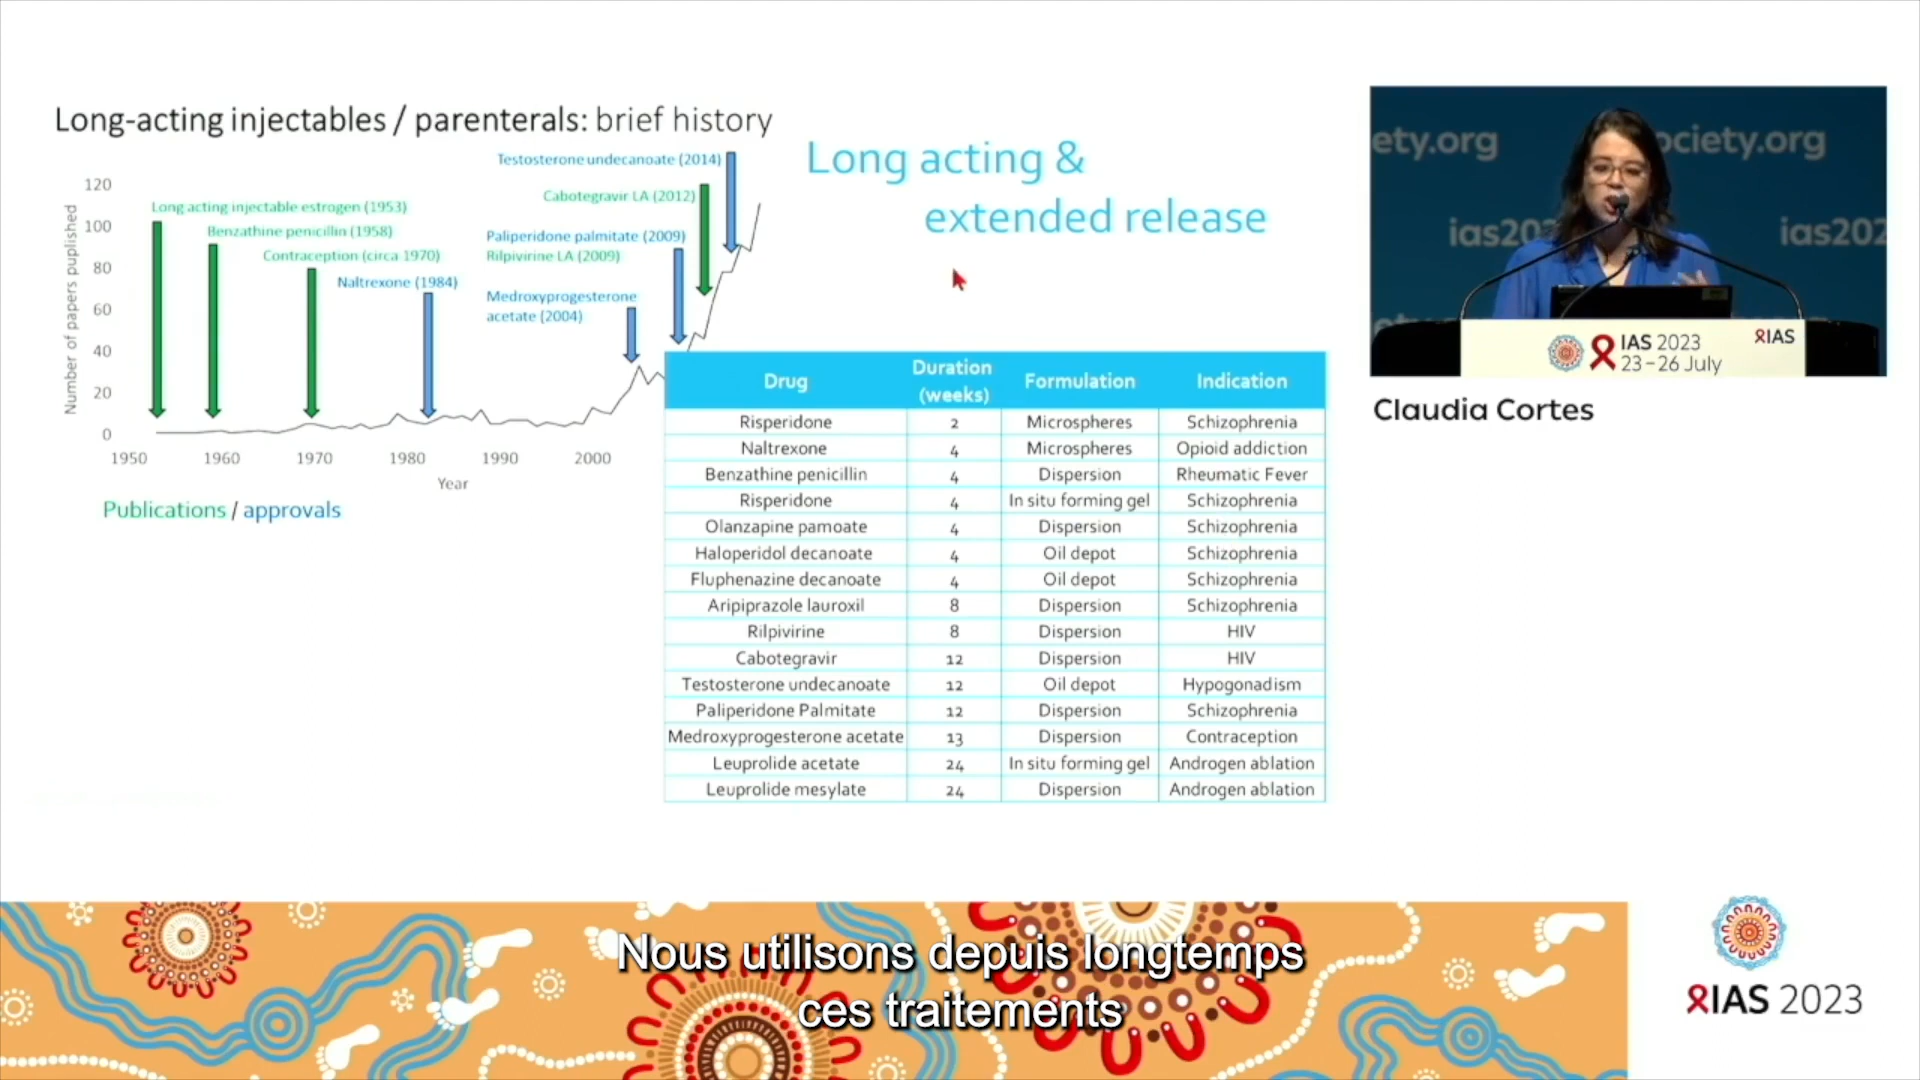 Long-acting injectables / parenterals: brief history
Long acting &
extended release
Number of papers puplished
120
100
80
60
40
20
0
Long acting injectable estrogen (1953)
Benzathine penicillin (1958)
Contraception (circa 1970)
Naltrexone (1984)
Testosterone undecanoate (2014)
Cabotegravir LA (2012)
Paliperidone palmitate (2009)
Rilpivirine LA (2009)
Medroxyprogesterone
acetate (2004)
1950 1960 1970 1980 1990 2000
Year
Publications / approvals
Drug Duration (weeks) Formulation Indication
Risperidone 2 Microspheres Schizophrenia
Naltrexone 4 Microspheres Opioid addiction
Benzathine penicillin 4 Dispersion Rheumatic Fever
Risperidone 4 In situ forming gel Schizophrenia
Olanzapine pamoate 4 Dispersion Schizophrenia
Haloperidol decanoate 4 Oil depot Schizophrenia
Fluphenazine decanoate 4 Oil depot Schizophrenia
Aripiprazole lauroxil 8 Dispersion Schizophrenia
Rilpivirine 8 Dispersion HIV
Cabotegravir 12 Dispersion HIV
Testosterone undecanoate 12 Oil depot Hypogonadism
Paliperidone Palmitate 12 Dispersion Schizophrenia
Medroxyprogesterone acetate 13 Dispersion Contraception
Leuprolide acetate 24 In situ forming gel Androgen ablation
Leuprolide mesylate 24 Dispersion Androgen ablation
ety.org ociety.org
ias202 ias202
IAS 2023
23–26 July
IAS
Claudia Cortes
Nous utilisons depuis longtemps
ces traitements
IAS 2023